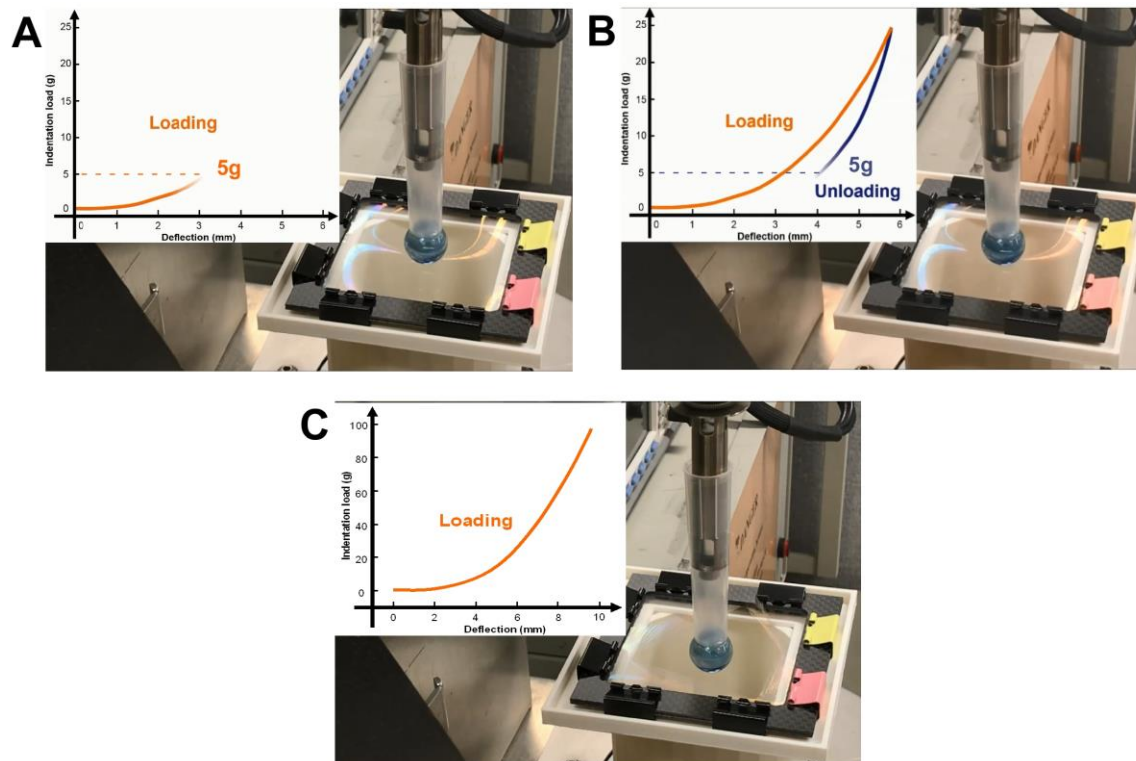 A
25
20
15
10
5
0
Indentation load (g)
Loading
5g
0 1 2 3 4 5 6
Deflection (mm)
B
25
20
15
10
5
0
Indentation load (g)
Loading
5g
Unloading
0 1 2 3 4 5 6
Deflection (mm)
C
100
80
60
40
20
0
Indentation load (g)
Loading
0 2 4 6 8 10
Deflection (mm)